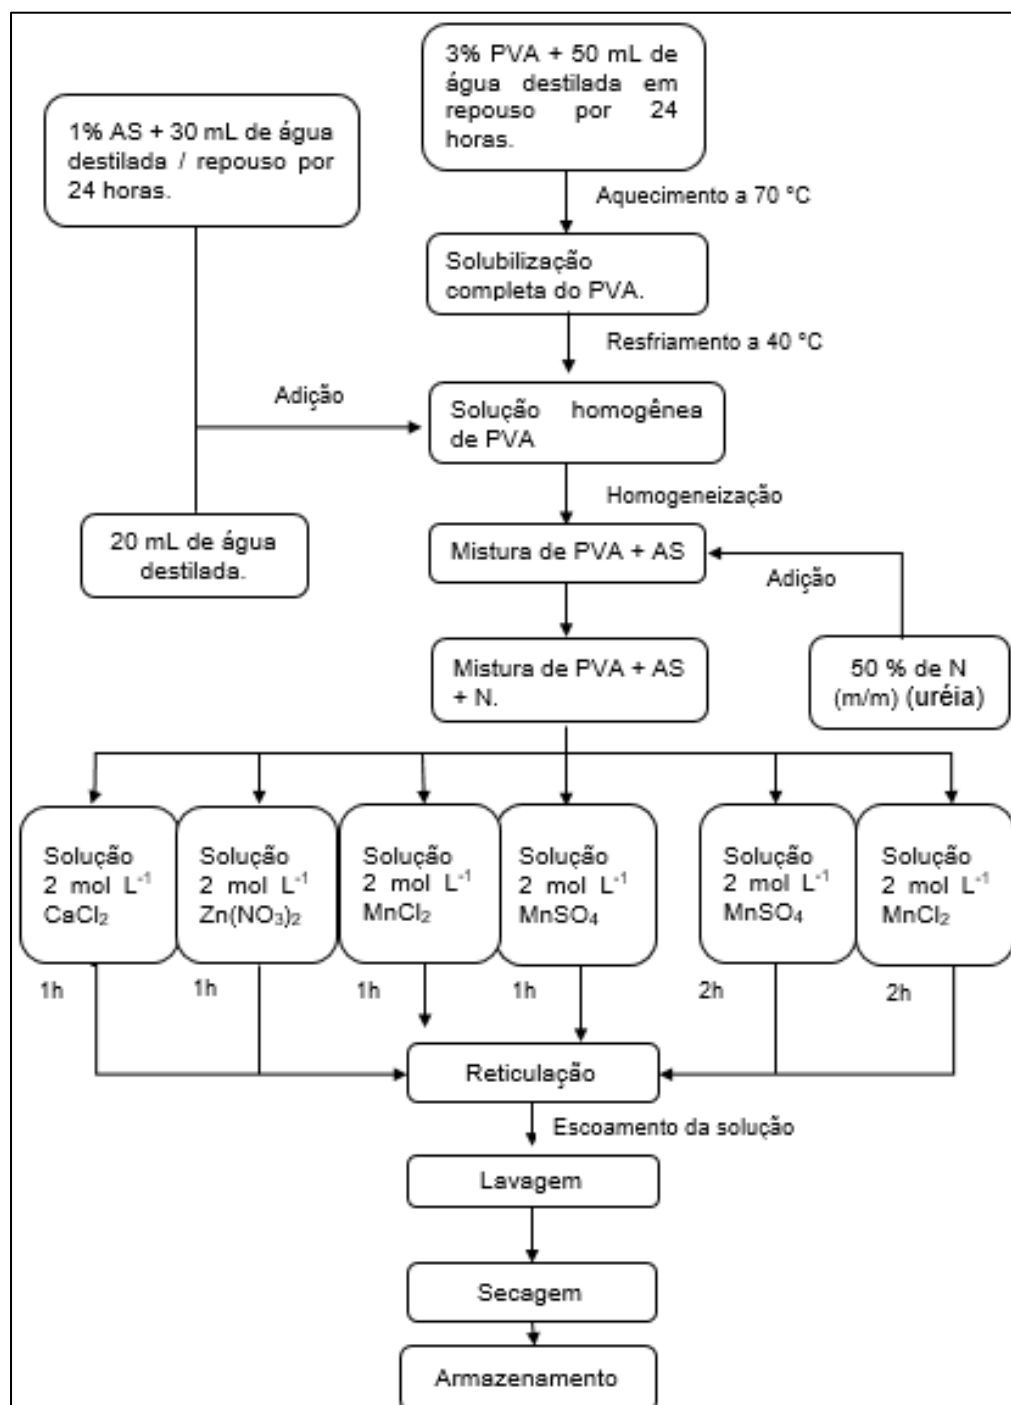 3% PVA + 50 mL de
água destilada em
repouso por 24
horas.
1% AS + 30 mL de água
destilada / repouso por
24 horas.
Aquecimento a 70 ºC
Solubilização
completa do PVA.
Resfriamento a 40 ºC
Adição
Solução homogênea
de PVA
Homogeneização
20 mL de água
destilada.
Mistura de PVA + AS
Adição
Mistura de PVA + AS
+ N.
50 % de N
(m/m) (uréia)
Solução
2 mol L⁻¹
CaCl₂
Solução
2 mol L⁻¹
Zn(NO₃)₂
Solução
2 mol L⁻¹
MnCl₂
Solução
2 mol L⁻¹
MnSO₄
Solução
2 mol L⁻¹
MnSO₄
Solução
2 mol L⁻¹
MnCl₂
1h
1h
1h
1h
2h
2h
Reticulação
Escoamento da solução
Lavagem
Secagem
Armazenamento